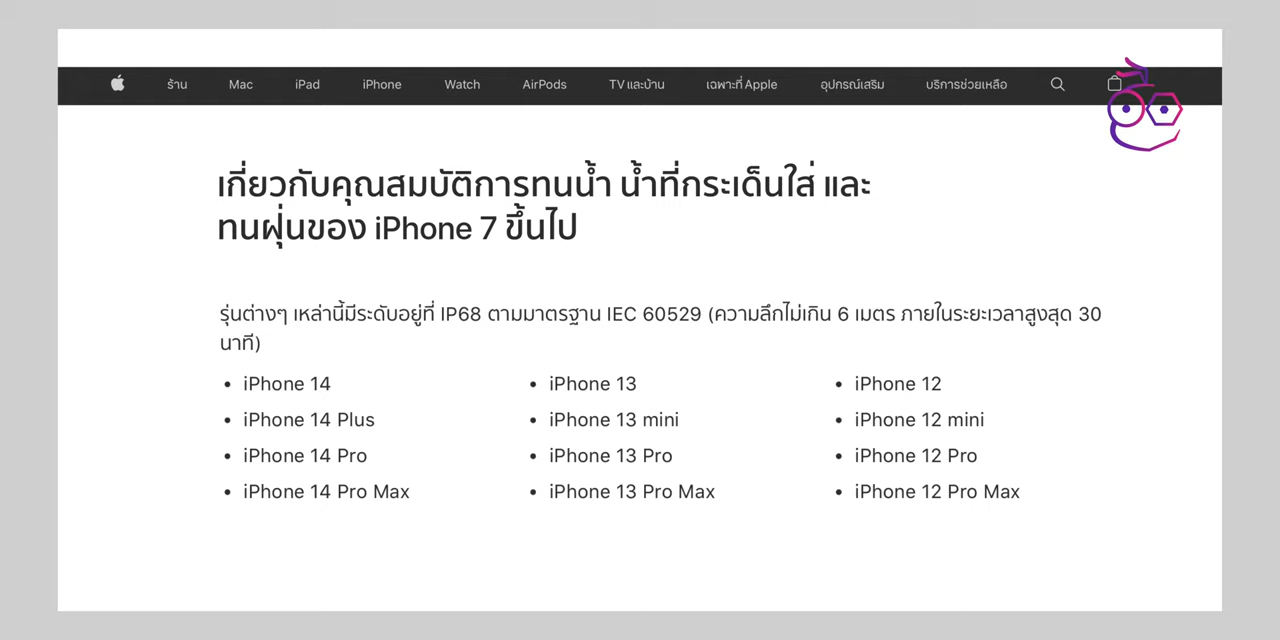 ร้าน Mac iPad iPhone Watch AirPods TV และบ้าน เฉพาะที่ Apple อุปกรณ์เสริม บริการช่วยเหลือ
เกี่ยวกับคุณสมบัติการทนน้ำ น้ำที่กระเด็นใส่ และ
ทนฝุ่นของ iPhone 7 ขึ้นไป
รุ่นต่างๆ เหล่านี้มีระดับอยู่ที่ IP68 ตามมาตรฐาน IEC 60529 (ความลึกไม่เกิน 6 เมตร ภายในระยะเวลาสูงสุด 30
นาที)
• iPhone 14 • iPhone 13 • iPhone 12
• iPhone 14 Plus • iPhone 13 mini • iPhone 12 mini
• iPhone 14 Pro • iPhone 13 Pro • iPhone 12 Pro
• iPhone 14 Pro Max • iPhone 13 Pro Max • iPhone 12 Pro Max